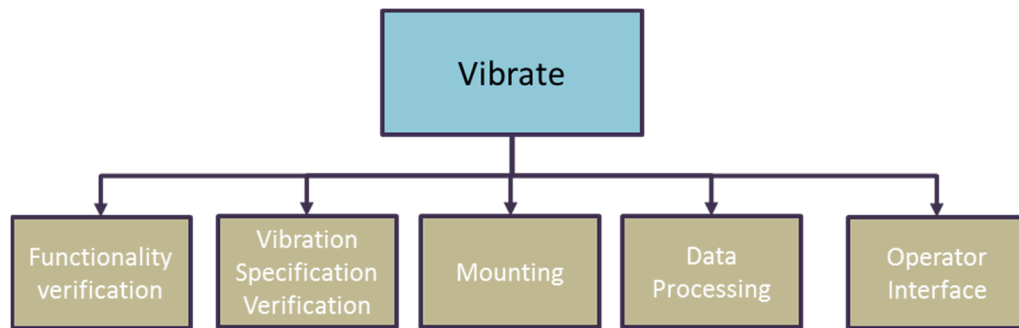 Vibrate
Functionality
verification
Vibration
Specification
Verification
Mounting
Data
Processing
Operator
Interface